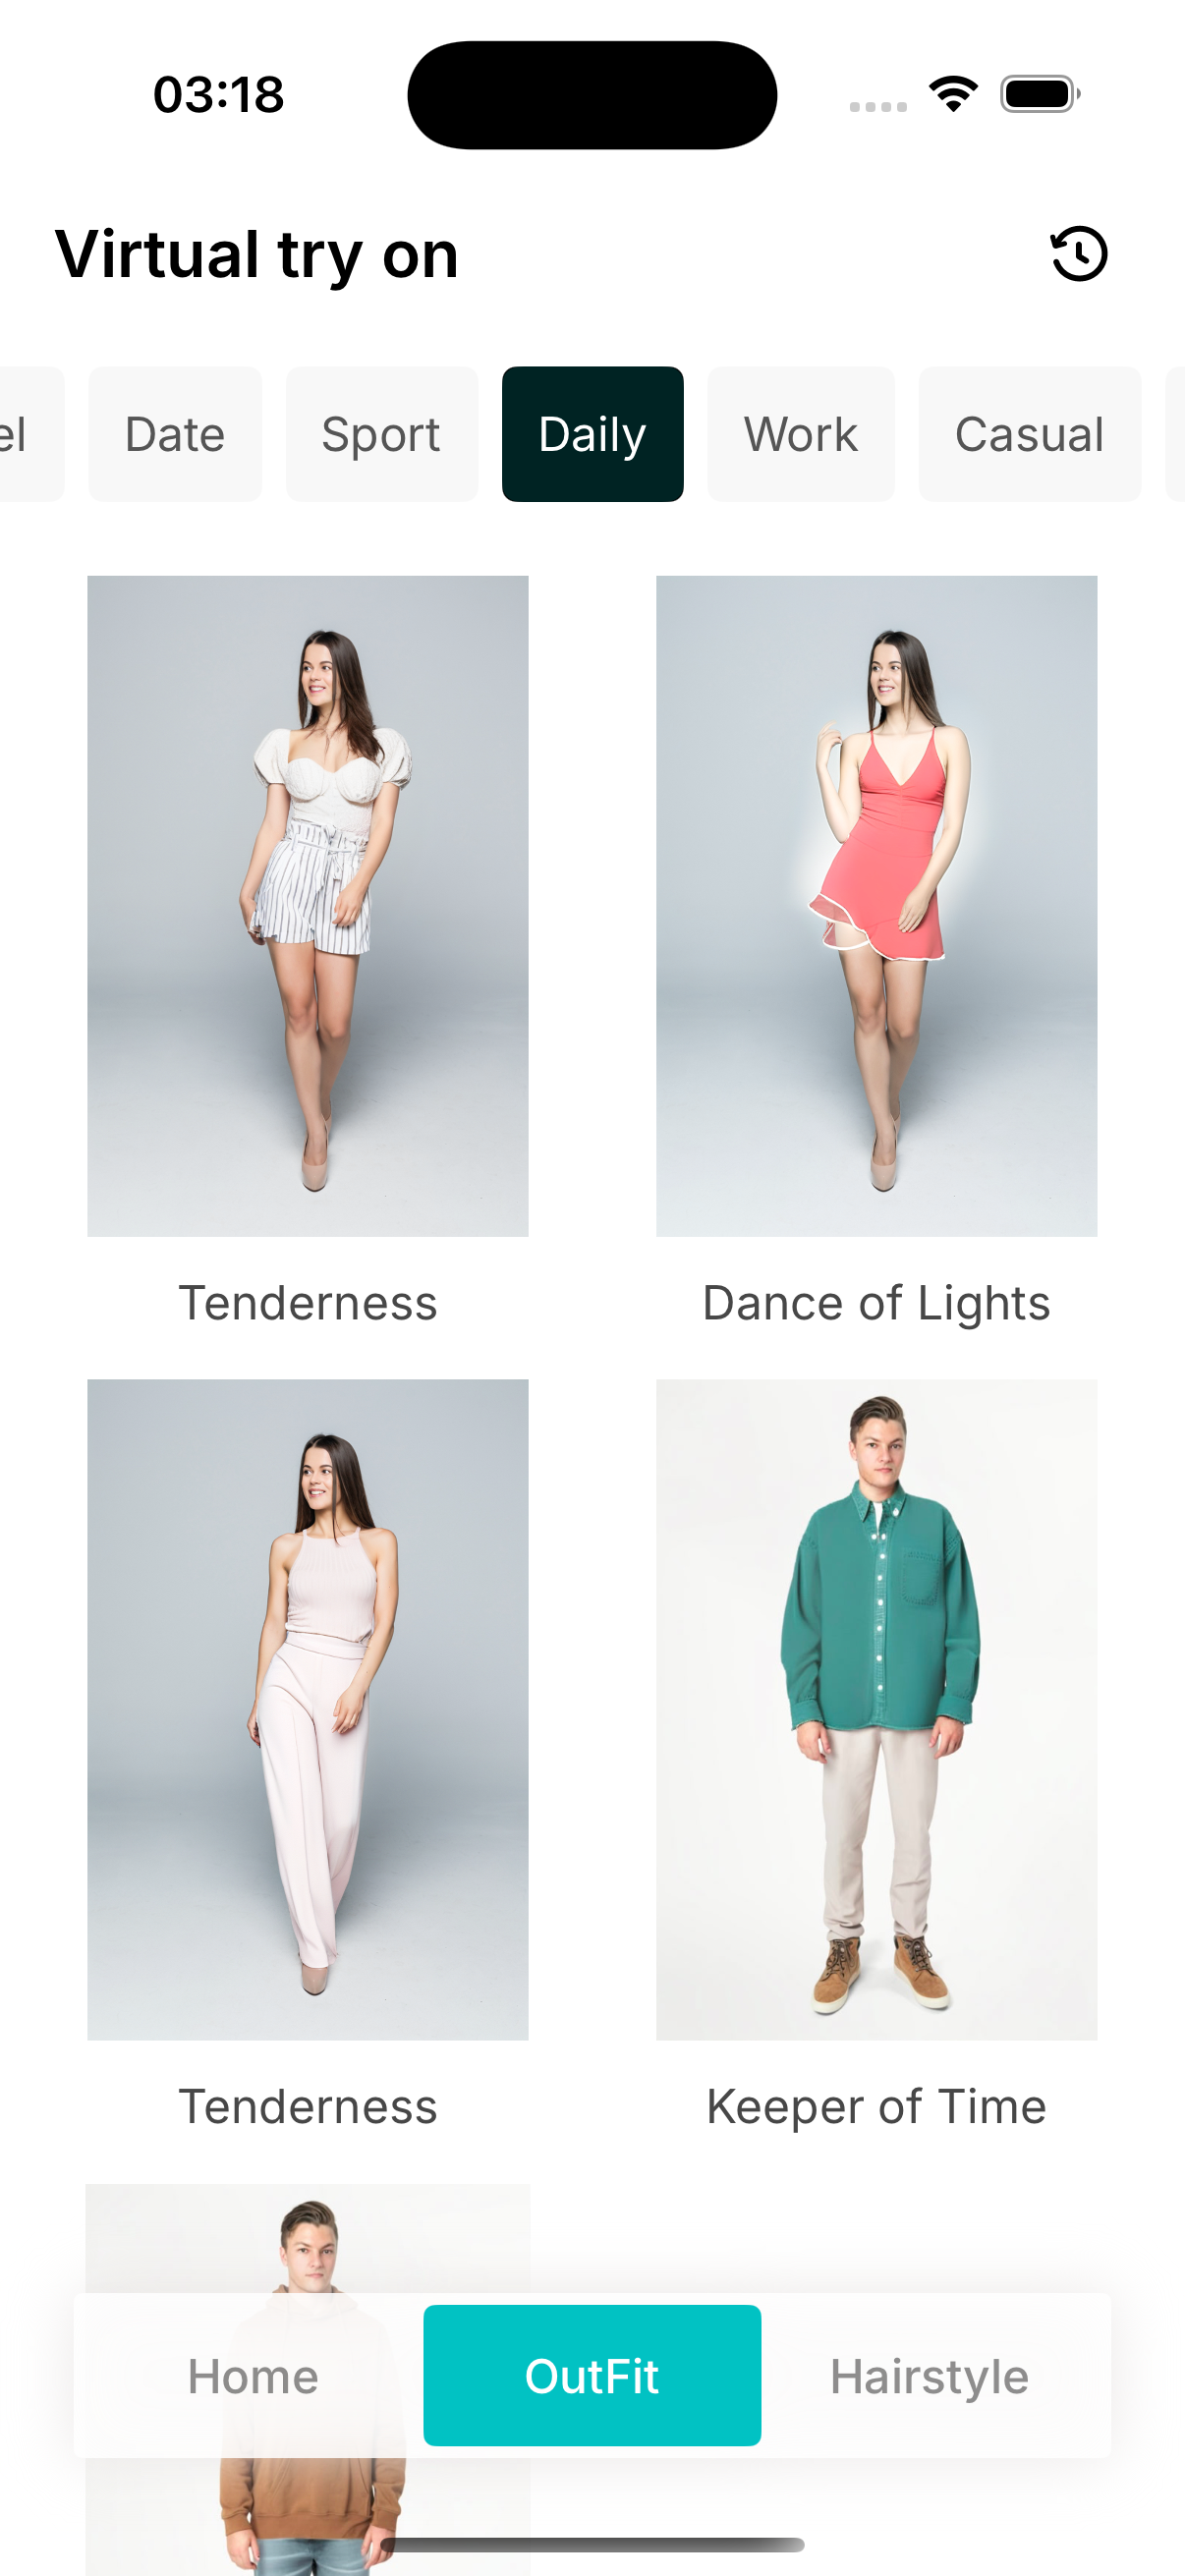 03:18
Virtual try on
el Date Sport Daily Work Casual
Tenderness Dance of Lights
Tenderness Keeper of Time
Home OutFit Hairstyle